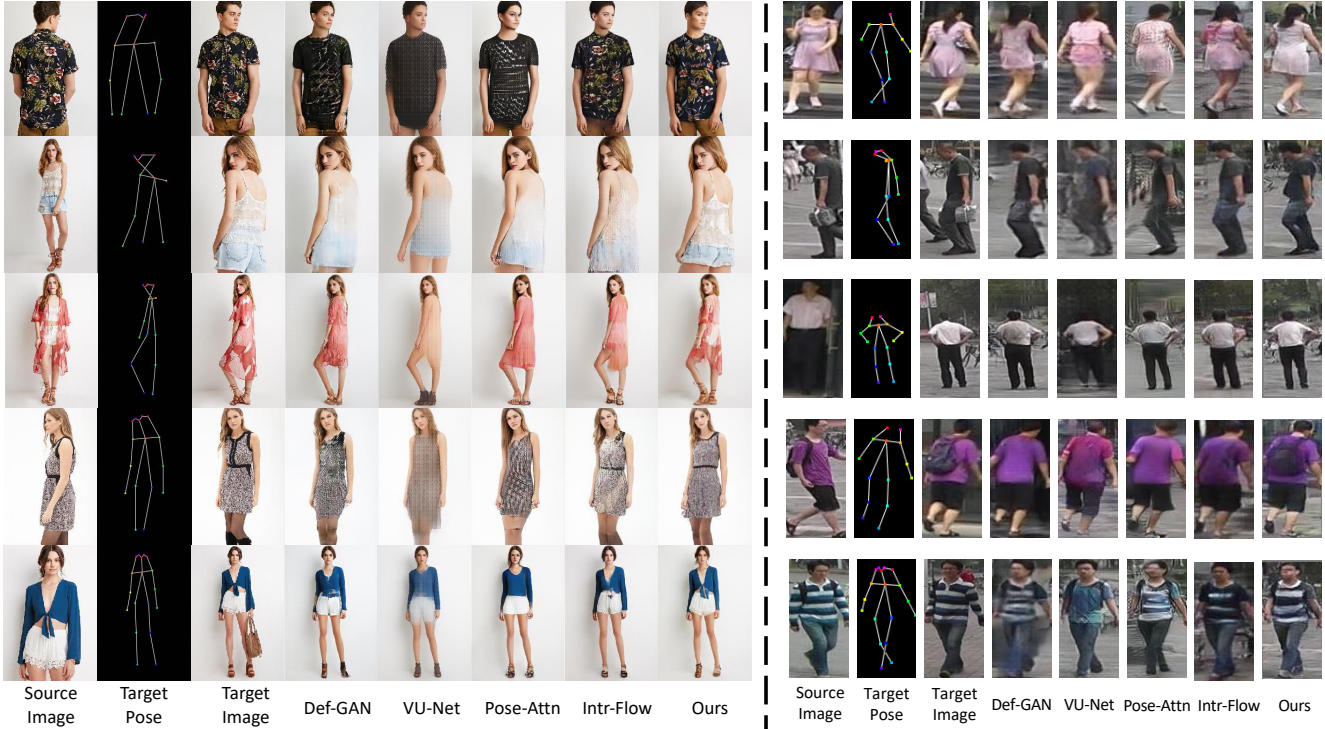 Source Image
Target Pose
Target Image
Def-GAN
VU-Net
Pose-Attn
Intr-Flow
Ours
Source Image
Target Pose
Target Image
Def-GAN
VU-Net
Pose-Attn
Intr-Flow
Ours